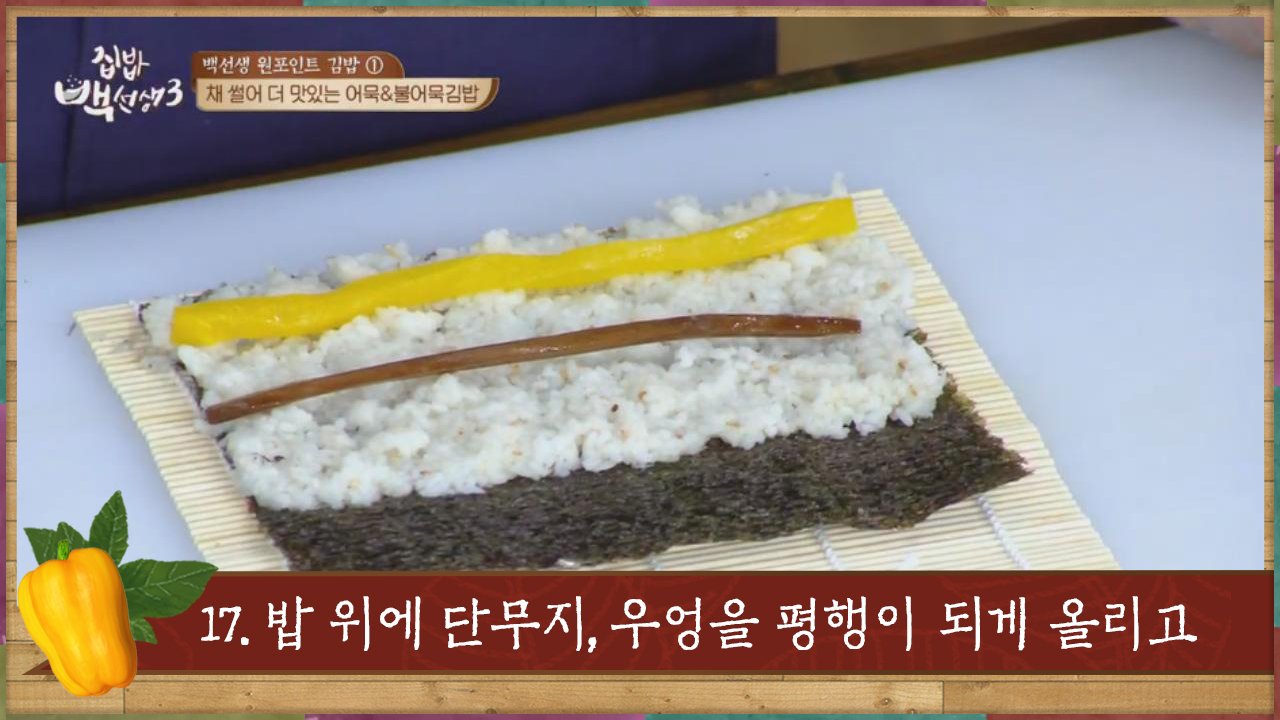 집밥
백선생3
백선생 원포인트 김밥 ①
채 썰어 더 맛있는 어묵&불어묵김밥
17. 밥 위에 단무지, 우엉을 평행이 되게 올리고